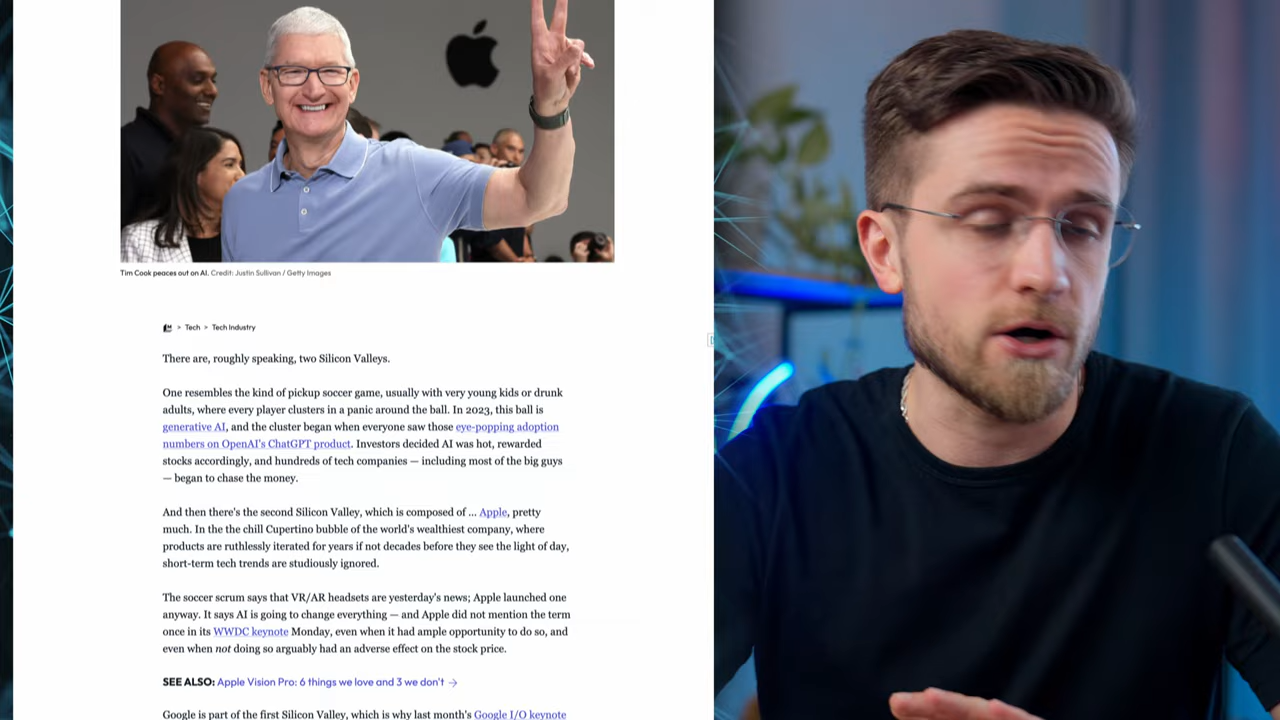 Tim Cook peaces out on AI. Credit: Justin Sullivan / Getty Images
> Tech > Tech Industry
There are, roughly speaking, two Silicon Valleys.
One resembles the kind of pickup soccer game, usually with very young kids or drunk
adults, where every player clusters in a panic around the ball. In 2023, this ball is
generative AI, and the cluster began when everyone saw those eye-popping adoption
numbers on OpenAI's ChatGPT product. Investors decided AI was hot, rewarded
stocks accordingly, and hundreds of tech companies — including most of the big guys
— began to chase the money.
And then there's the second Silicon Valley, which is composed of ... Apple, pretty
much. In the the chill Cupertino bubble of the world's wealthiest company, where
products are ruthlessly iterated for years if not decades before they see the light of day,
short-term tech trends are studiously ignored.
The soccer scrum says that VR/AR headsets are yesterday's news; Apple launched one
anyway. It says AI is going to change everything — and Apple did not mention the term
once in its WWDC keynote Monday, even when it had ample opportunity to do so, and
even when not doing so arguably had an adverse effect on the stock price.
SEE ALSO: Apple Vision Pro: 6 things we love and 3 we don't →
Google is part of the first Silicon Valley, which is why last month's Google I/O keynote